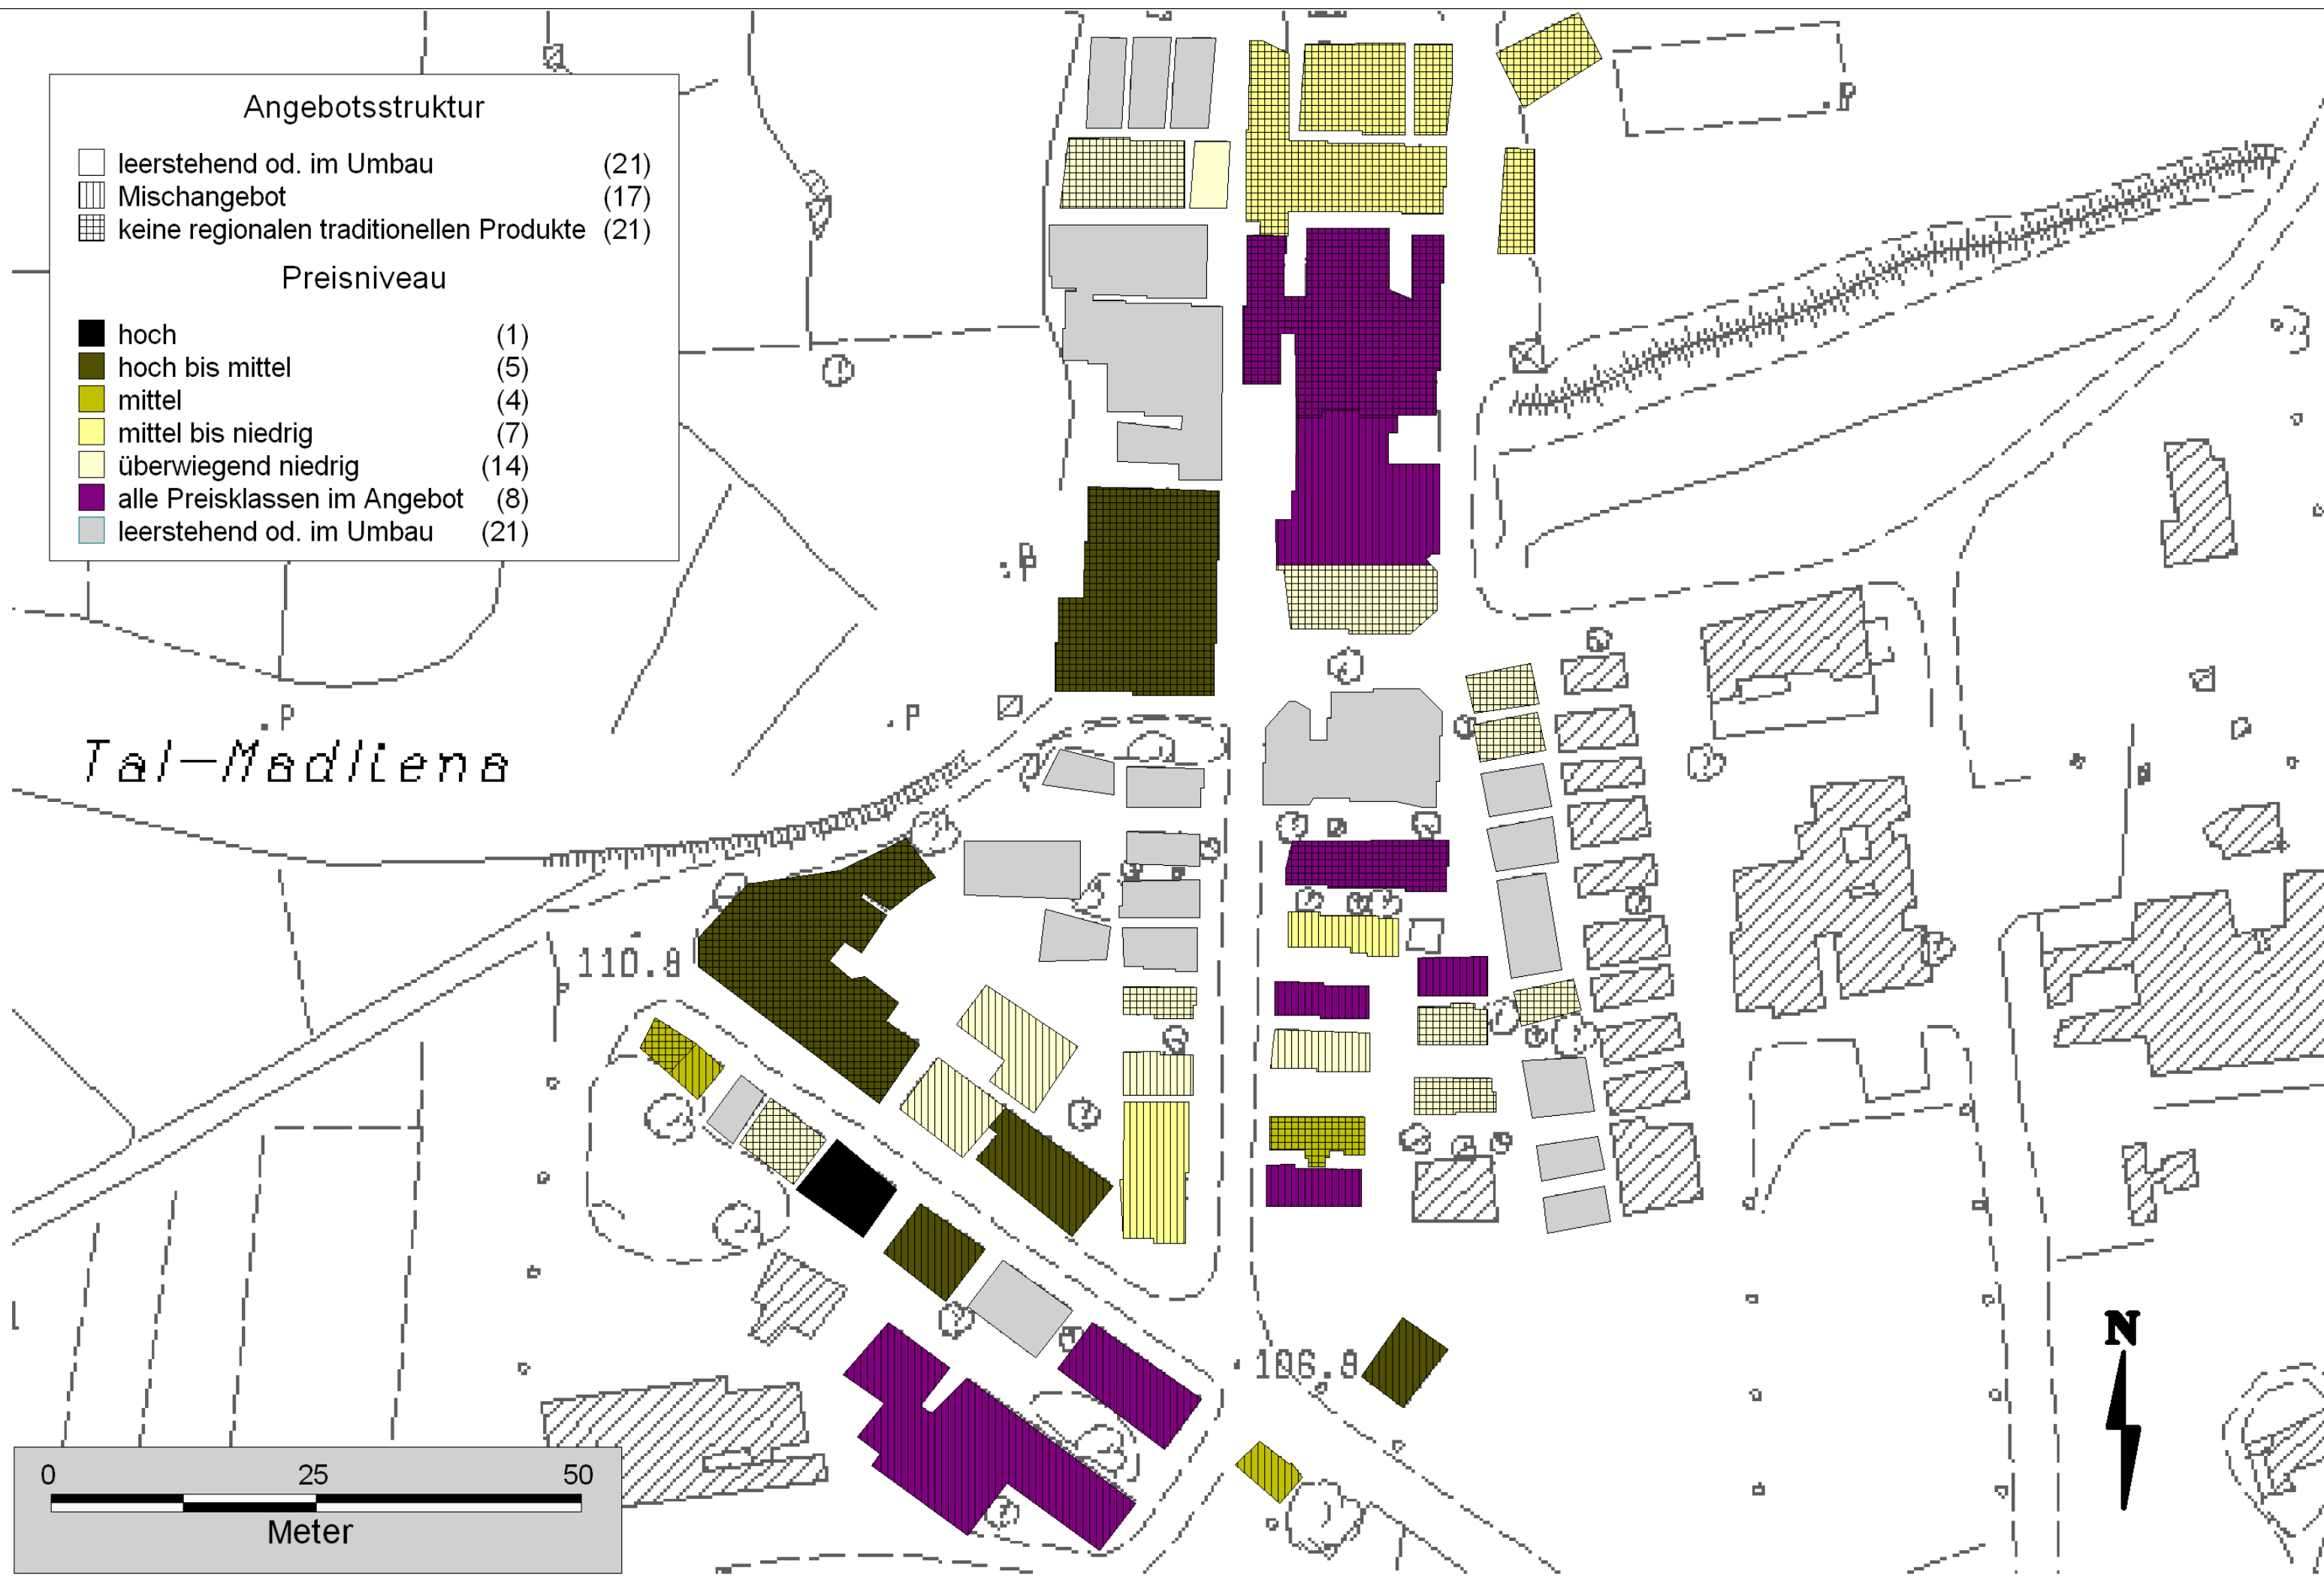 Angebotsstruktur
leerstehend od. im Umbau (21)
Mischangebot (17)
keine regionalen traditionellen Produkte (21)
Preisniveau
hoch (1)
hoch bis mittel (5)
mittel (4)
mittel bis niedrig (7)
überwiegend niedrig (14)
alle Preisklassen im Angebot (8)
leerstehend od. im Umbau (21)
.P
.P
.P
.P
Tal-Madliena
110.8
106.8
N
0 25 50
Meter